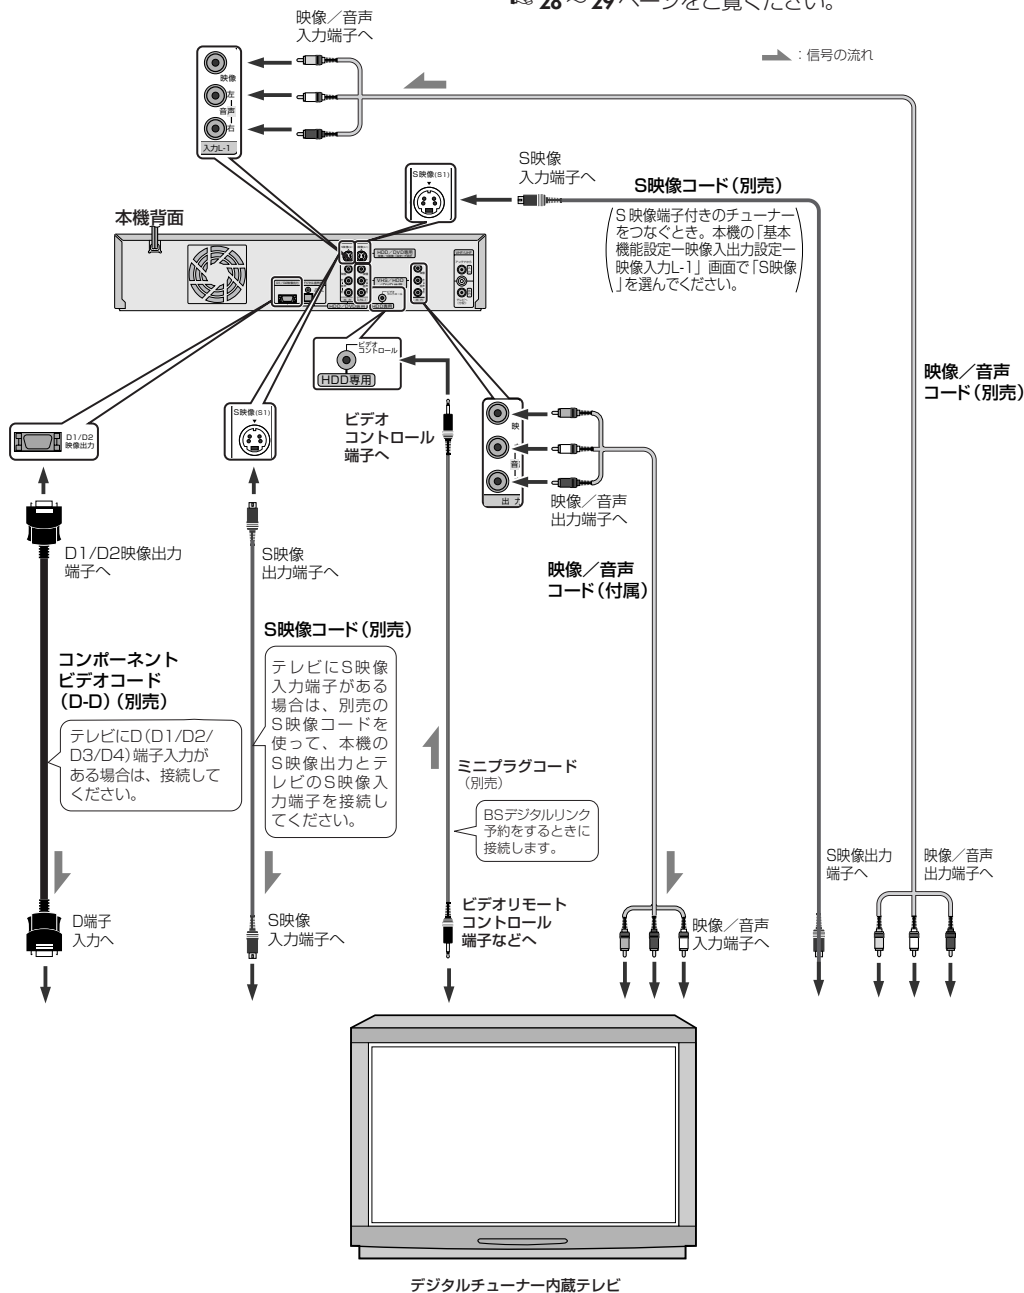 28～29ページをご覧ください。
：信号の流れ
映像／音声
入力端子へ
映像
左
音声
右
入力L-1
S映像(S1)
S映像
入力端子へ
S映像コード（別売）
S映像端子付きのチューナー
をつなぐとき。本機の「基本
機能設定ー映像入出力設定ー
映像入力L-1」画面で「S映像
」を選んでください。
本機背面
HDD／DVD専用
VHS／HDD
HDD／DVD専用
HDD専用
ビデオ
コントロール
HDD専用
映像／音声
コード（別売）
D1/D2
映像出力
S映像(S1)
ビデオ
コントロール
端子へ
映
音
出 力
映像／音声
出力端子へ
D1/D2映像出力
端子へ
S映像
出力端子へ
映像／音声
コード（付属）
S映像コード（別売）
テレビにS映像
入力端子がある
場合は、別売の
S映像コードを
使って、本機の
S映像出力とテ
レビのS映像入
力端子を接続し
てください。
コンポーネント
ビデオコード
（D-D）（別売）
テレビにD（D1/D2/
D3/D4）端子入力が
ある場合は、接続して
ください。
ミニプラグコード
（別売）
BSデジタルリンク
予約をするときに
接続します。
S映像出力
端子へ
映像／音声
出力端子へ
D端子
入力へ
S映像
入力端子へ
ビデオリモート
コントロール
端子などへ
映像／音声
入力端子へ
デジタルチューナー内蔵テレビ